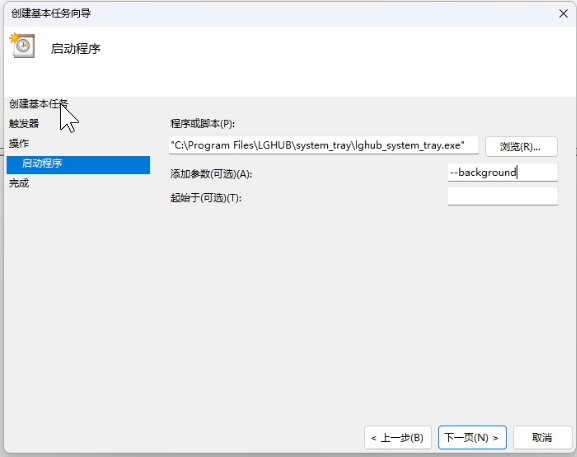 创建基本任务向导
启动程序
创建基本任务
触发器
操作
启动程序
完成
程序或脚本(P):
"C:\Program Files\LGHUB\system_tray\lghub_system_tray.exe"
浏览(R)...
添加参数(可选)(A):
--background
起始于(可选)(T):
< 上一步(B)
下一页(N) >
取消